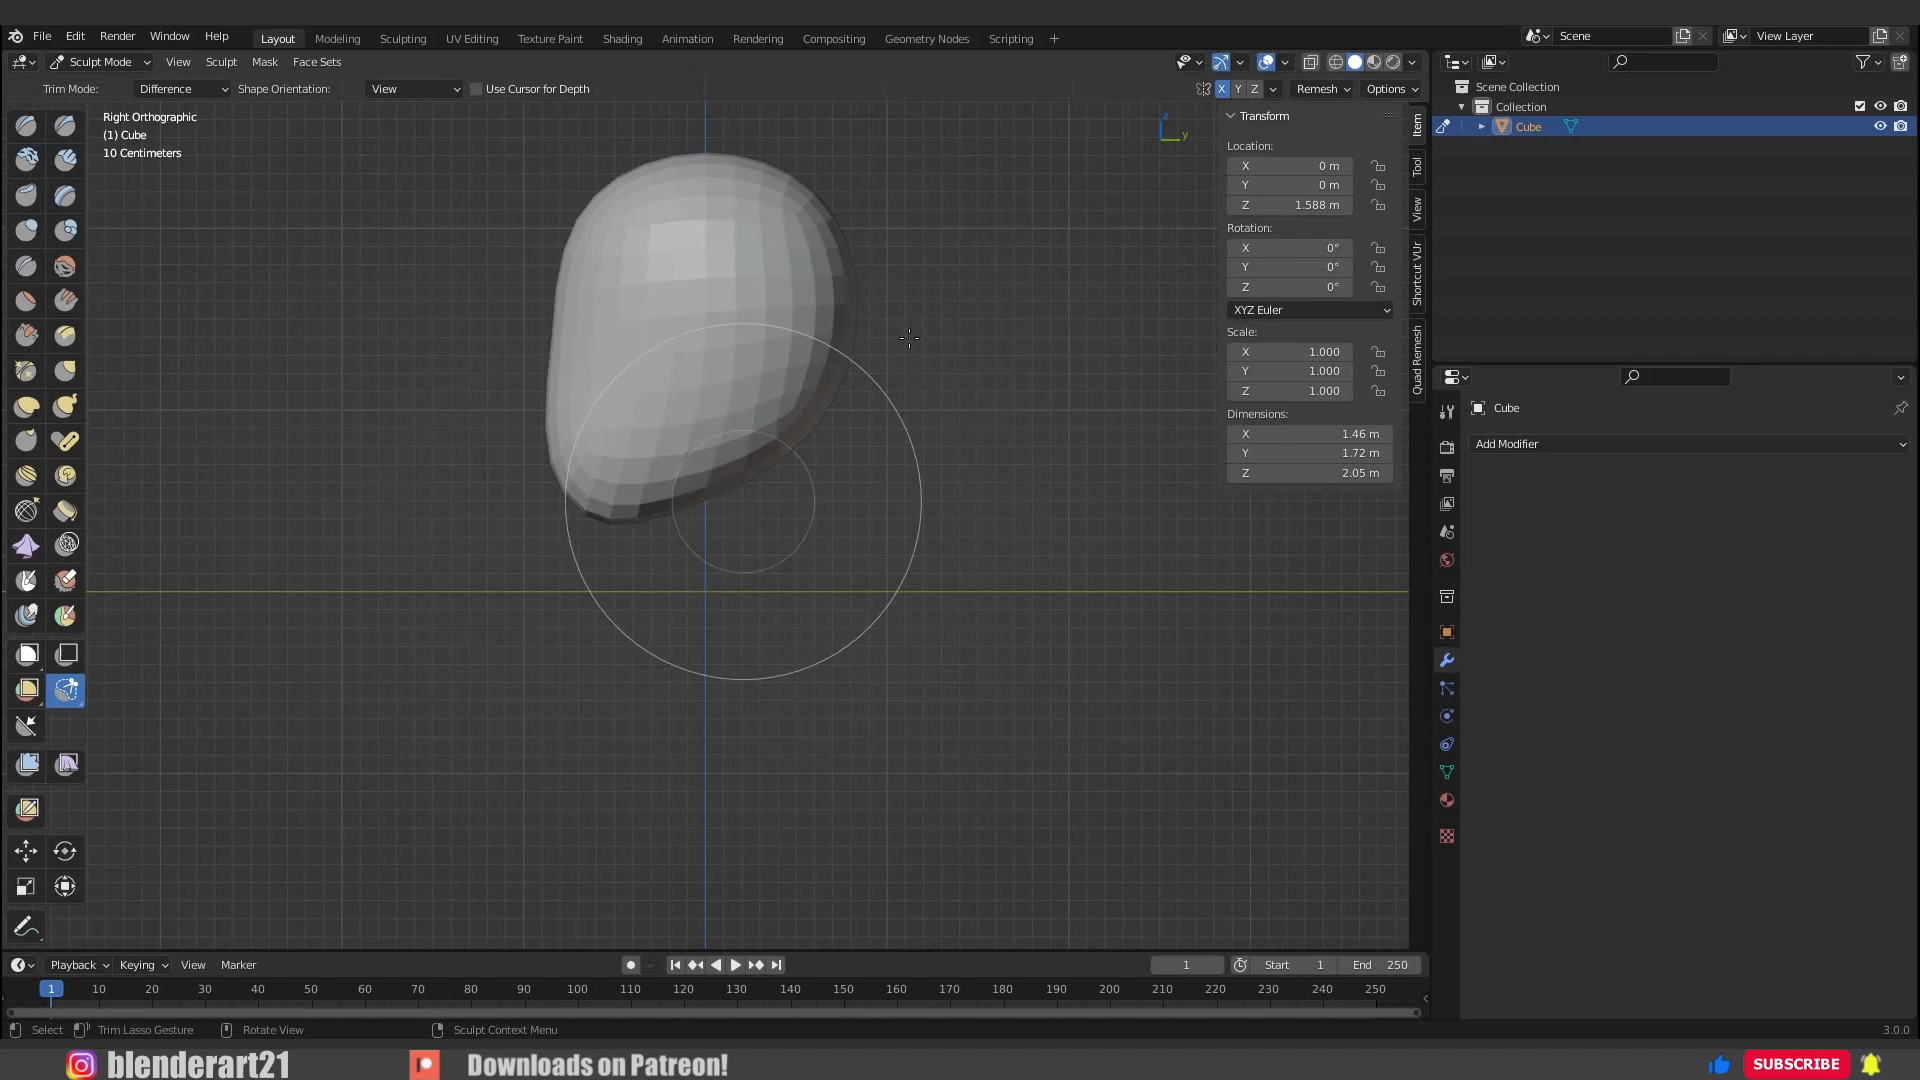 File Edit Render Window Help Layout Modeling Sculpting UV Editing Texture Paint Shading Animation Rendering Compositing Geometry Nodes Scripting + Scene View Layer
Sculpt Mode View Sculpt Mask Face Sets
Trim Mode: Difference Shape Orientation: View Use Cursor for Depth X Y Z Remesh Options
Right Orthographic
(1) Cube
10 Centimeters
z
y
Transform
Location:
X 0 m
Y 0 m
Z 1.588 m
Rotation:
X 0°
Y 0°
Z 0°
XYZ Euler
Scale:
X 1.000
Y 1.000
Z 1.000
Dimensions:
X 1.46 m
Y 1.72 m
Z 2.05 m
Item
Tool
View
Shortcut VUr
Quad Remesh
Scene Collection
Collection
Cube
Cube
Add Modifier
Playback Keying View Marker 1 Start 1 End 250
1 10 20 30 40 50 60 70 80 90 100 110 120 130 140 150 160 170 180 190 200 210 220 230 240 250
Select Trim Lasso Gesture Rotate View Sculpt Context Menu 3.0.0
blenderart21 Downloads on Patreon! SUBSCRIBE